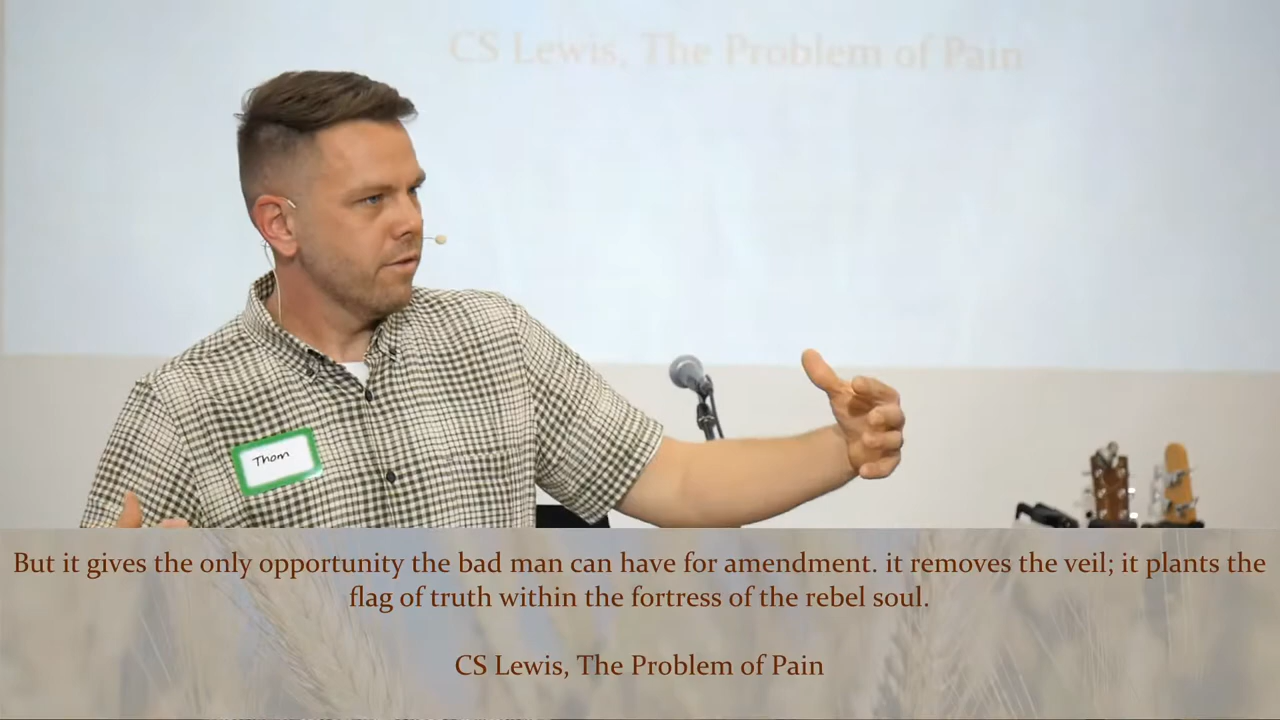 CS Lewis, The Problem of Pain
Thom
But it gives the only opportunity the bad man can have for amendment. it removes the veil; it plants the
flag of truth within the fortress of the rebel soul.
CS Lewis, The Problem of Pain